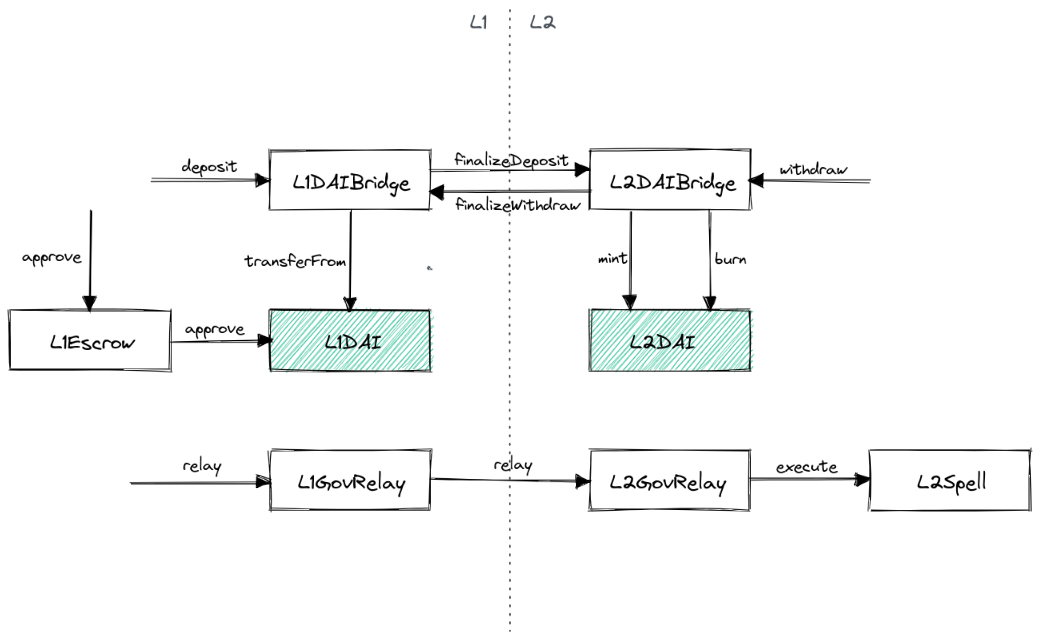 L1
L2
deposit
L1DAIBridge
finalizeDeposit
finalizeWithdraw
L2DAIBridge
withdraw
approve
transferFrom
mint
burn
L1Escrow
approve
L1DAI
L2DAI
relay
L1GovRelay
relay
L2GovRelay
execute
L2Spell